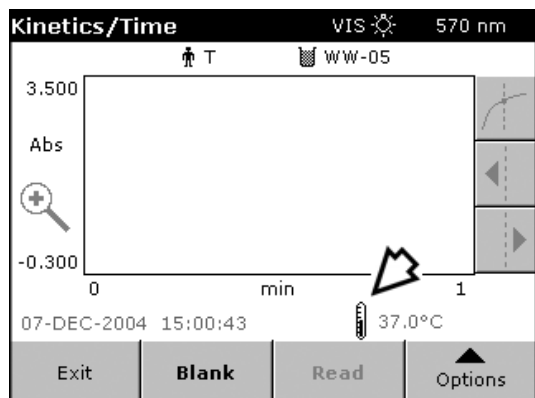 Kinetics/Time VIS 570 nm
T WW-05
3.500
Abs
-0.300
0 min 1
07-DEC-2004 15:00:43 37.0°C
Exit Blank Read Options